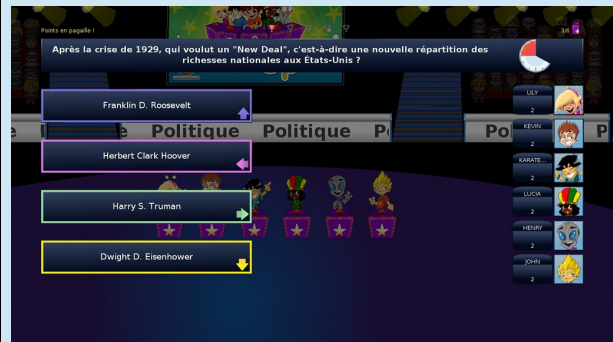 Points en pagaille !
3/6
Après la crise de 1929, qui voulut un "New Deal", c'est-à-dire une nouvelle répartition des
richesses nationales aux États-Unis ?
Franklin D. Roosevelt
Herbert Clark Hoover
Harry S. Truman
Dwight D. Eisenhower
e Politique Politique P Po P
LILY
2
KEVIN
2
KARATE...
2
LUCIA
2
HENRY
2
JOHN
2